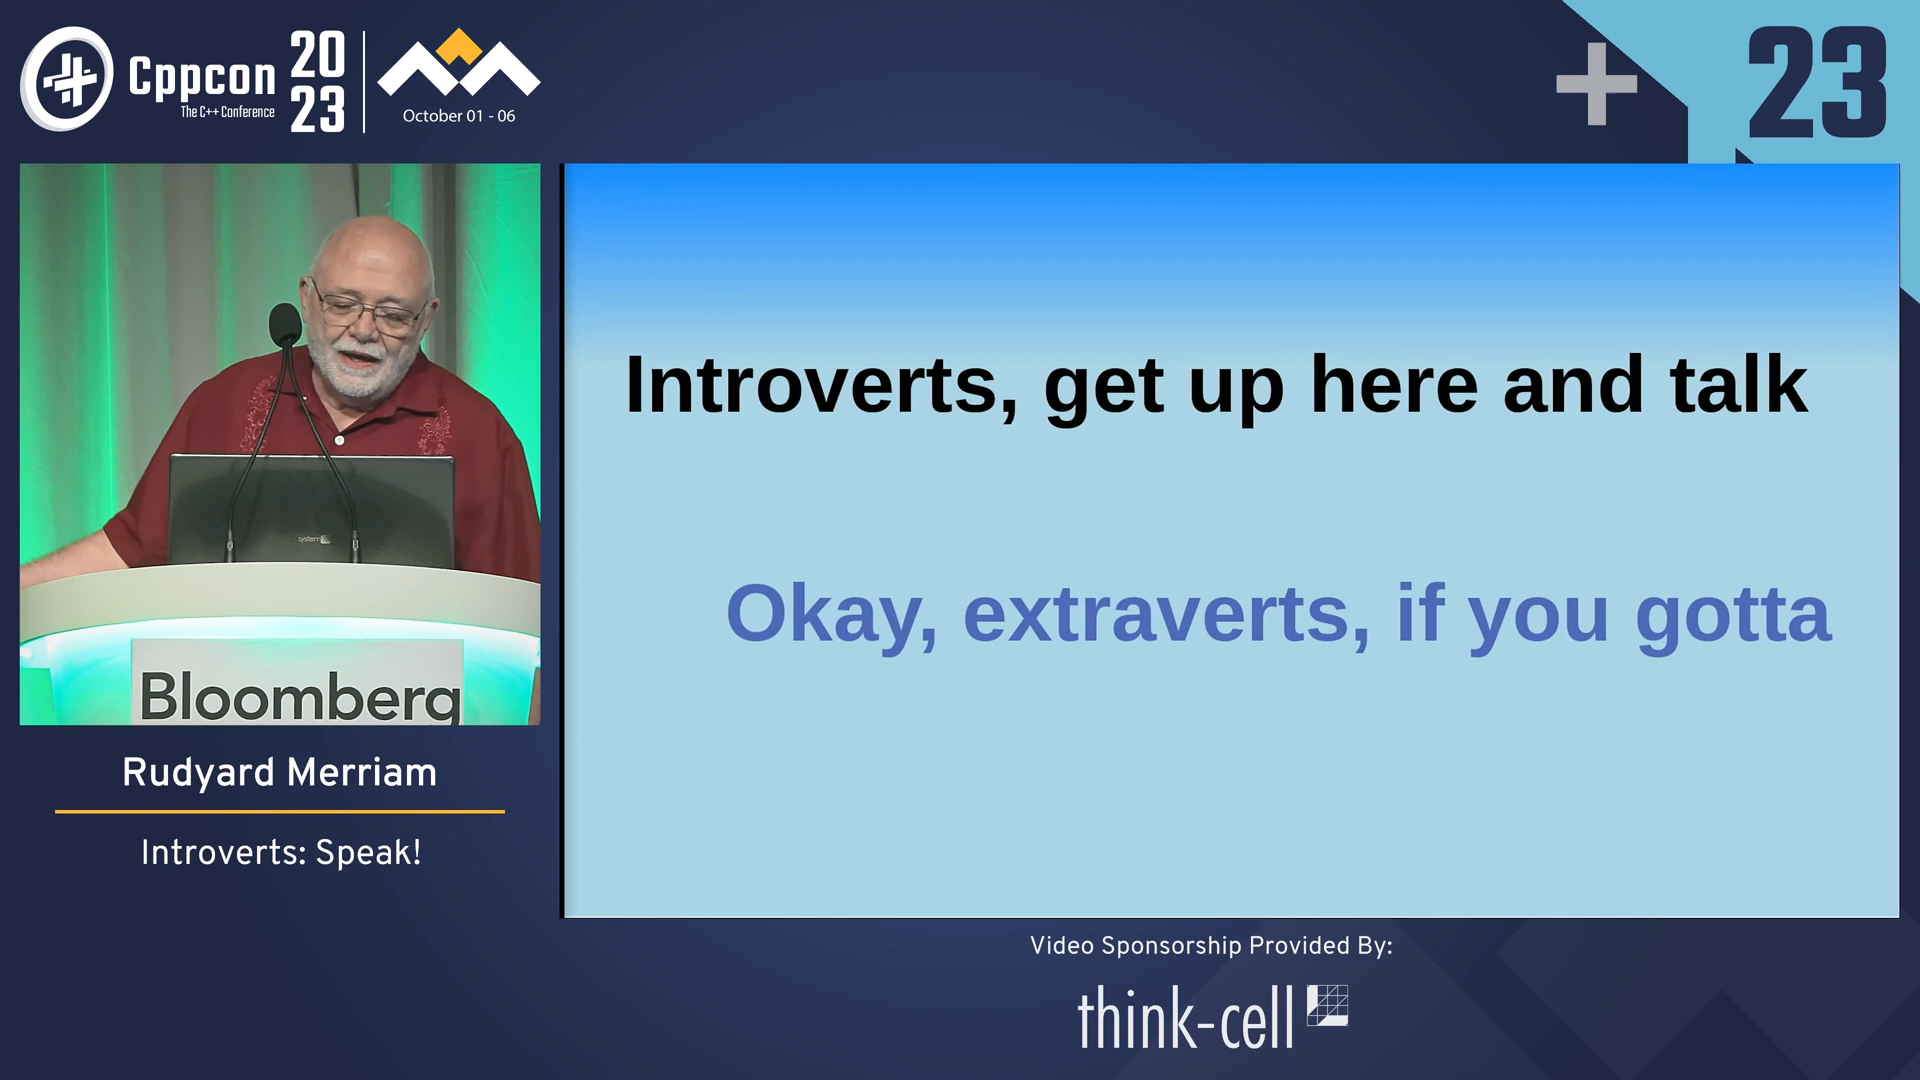 Cppcon
The C++ Conference
20
23
October 01 - 06
23
Introverts, get up here and talk
Okay, extraverts, if you gotta
system
Bloomberg
Rudyard Merriam
Introverts: Speak!
Video Sponsorship Provided By:
think-cell